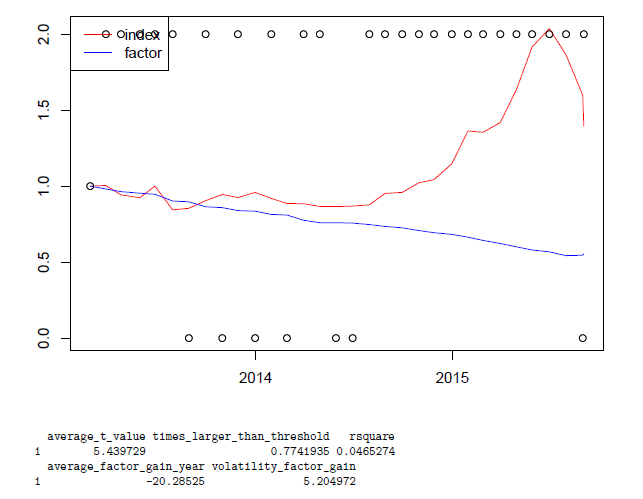 2.0
1.5
1.0
0.5
0.0
index
factor
2014 2015
average_t_value times_larger_than_threshold rsquare
1 5.439729 0.7741935 0.0465274
average_factor_gain_year volatility_factor_gain
1 -20.28525 5.204972